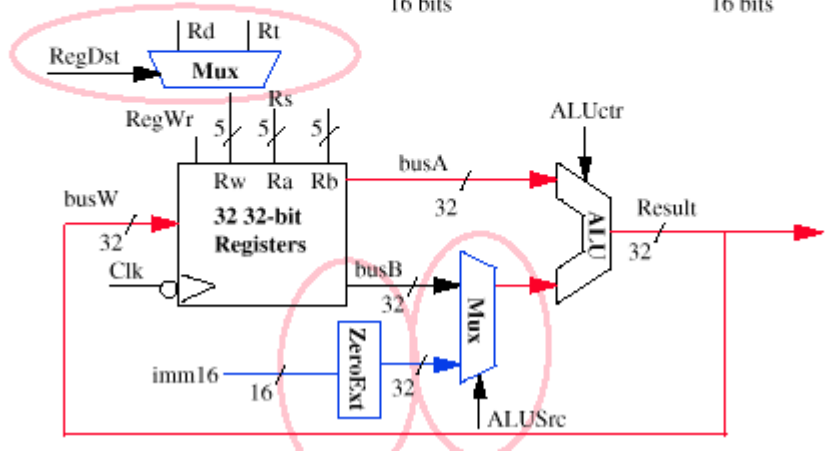 16 bits 16 bits
Rd Rt
RegDst
Mux
Rs
RegWr 5 5 5
ALUctr
Rw Ra Rb
busA
32
busW
32
32 32-bit
Registers
ALU
Result
32
Clk
busB
32
Mux
imm16
16
ZeroExt
32
ALUSrc